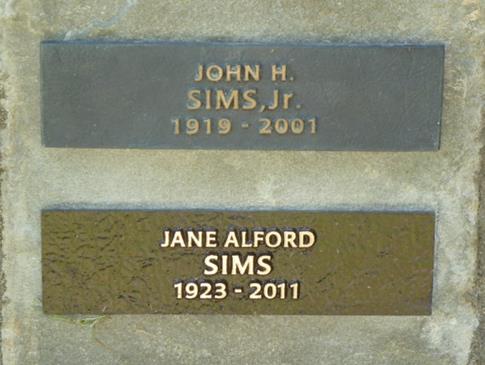 JOHN H.
SIMS,Jr.
1919 - 2001
JANE ALFORD
SIMS
1923 - 2011